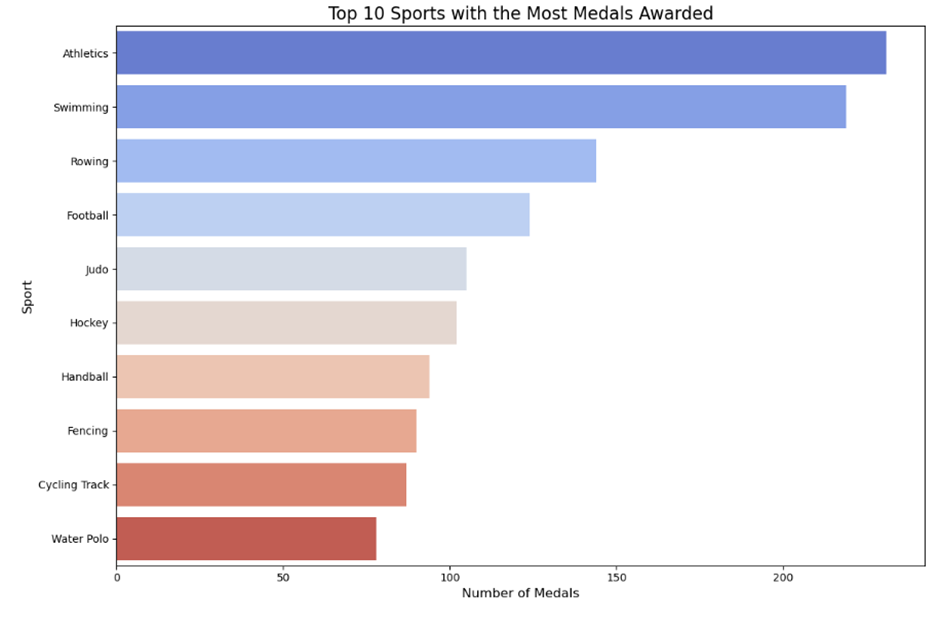 Top 10 Sports with the Most Medals Awarded
Athletics
Swimming
Rowing
Football
Judo
Hockey
Handball
Fencing
Cycling Track
Water Polo
Sport
0 50 100 150 200
Number of Medals